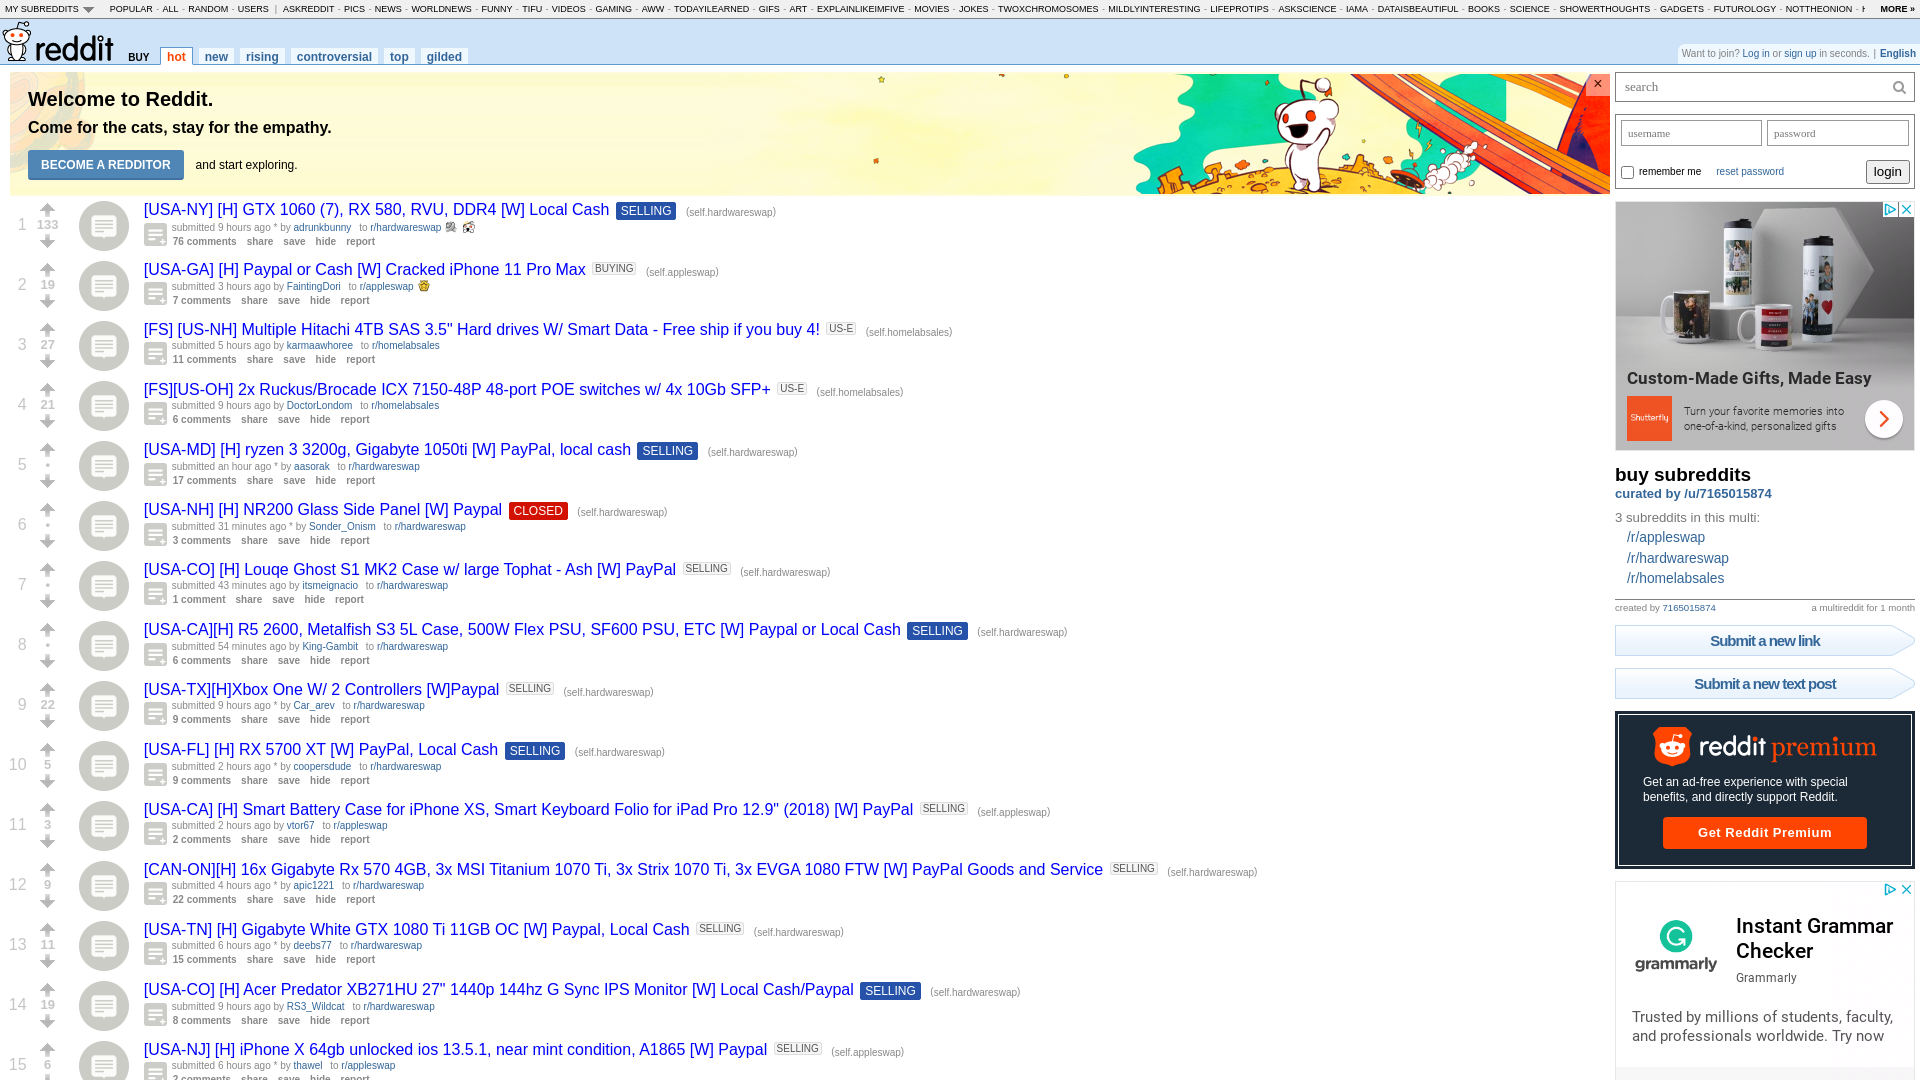 MY SUBREDDITS POPULAR - ALL - RANDOM - USERS | ASKREDDIT - PICS - NEWS - WORLDNEWS - FUNNY - TIFU - VIDEOS - GAMING - AWW - TODAYILEARNED - GIFS - ART - EXPLAINLIKEIMFIVE - MOVIES - JOKES - TWOXCHROMOSOMES - MILDLYINTERESTING - LIFEPROTIPS - ASKSCIENCE - IAMA - DATAISBEAUTIFUL - BOOKS - SCIENCE - SHOWERTHOUGHTS - GADGETS - FUTUROLOGY - NOTTHEONION - MORE »
reddit BUY hot new rising controversial top gilded
Want to join? Log in or sign up in seconds. | English
Welcome to Reddit.
Come for the cats, stay for the empathy.
BECOME A REDDITOR and start exploring.
×
1
133
[USA-NY] [H] GTX 1060 (7), RX 580, RVU, DDR4 [W] Local Cash SELLING (self.hardwareswap)
submitted 9 hours ago * by adrunkbunny to r/hardwareswap
76 comments share save hide report
2
19
[USA-GA] [H] Paypal or Cash [W] Cracked iPhone 11 Pro Max BUYING (self.appleswap)
submitted 3 hours ago by FaintingDori to r/appleswap
7 comments share save hide report
3
27
[FS] [US-NH] Multiple Hitachi 4TB SAS 3.5" Hard drives W/ Smart Data - Free ship if you buy 4! US-E (self.homelabsales)
submitted 5 hours ago by karmaawhoree to r/homelabsales
11 comments share save hide report
4
21
[FS][US-OH] 2x Ruckus/Brocade ICX 7150-48P 48-port POE switches w/ 4x 10Gb SFP+ US-E (self.homelabsales)
submitted 9 hours ago by DoctorLondom to r/homelabsales
6 comments share save hide report
5
•
[USA-MD] [H] ryzen 3 3200g, Gigabyte 1050ti [W] PayPal, local cash SELLING (self.hardwareswap)
submitted an hour ago * by aasorak to r/hardwareswap
17 comments share save hide report
6
•
[USA-NH] [H] NR200 Glass Side Panel [W] Paypal CLOSED (self.hardwareswap)
submitted 31 minutes ago * by Sonder_Onism to r/hardwareswap
3 comments share save hide report
7
•
[USA-CO] [H] Louqe Ghost S1 MK2 Case w/ large Tophat - Ash [W] PayPal SELLING (self.hardwareswap)
submitted 43 minutes ago by itsmeignacio to r/hardwareswap
1 comment share save hide report
8
•
[USA-CA][H] R5 2600, Metalfish S3 5L Case, 500W Flex PSU, SF600 PSU, ETC [W] Paypal or Local Cash SELLING (self.hardwareswap)
submitted 54 minutes ago by King-Gambit to r/hardwareswap
6 comments share save hide report
9
22
[USA-TX][H]Xbox One W/ 2 Controllers [W]Paypal SELLING (self.hardwareswap)
submitted 9 hours ago * by Car_arev to r/hardwareswap
9 comments share save hide report
10
5
[USA-FL] [H] RX 5700 XT [W] PayPal, Local Cash SELLING (self.hardwareswap)
submitted 2 hours ago * by coopersdude to r/hardwareswap
9 comments share save hide report
11
3
[USA-CA] [H] Smart Battery Case for iPhone XS, Smart Keyboard Folio for iPad Pro 12.9" (2018) [W] PayPal SELLING (self.appleswap)
submitted 2 hours ago by vtor67 to r/appleswap
2 comments share save hide report
12
9
[CAN-ON][H] 16x Gigabyte Rx 570 4GB, 3x MSI Titanium 1070 Ti, 3x Strix 1070 Ti, 3x EVGA 1080 FTW [W] PayPal Goods and Service SELLING (self.hardwareswap)
submitted 4 hours ago * by apic1221 to r/hardwareswap
22 comments share save hide report
13
11
[USA-TN] [H] Gigabyte White GTX 1080 Ti 11GB OC [W] Paypal, Local Cash SELLING (self.hardwareswap)
submitted 6 hours ago * by deebs77 to r/hardwareswap
15 comments share save hide report
14
19
[USA-CO] [H] Acer Predator XB271HU 27" 1440p 144hz G Sync IPS Monitor [W] Local Cash/Paypal SELLING (self.hardwareswap)
submitted 9 hours ago by RS3_Wildcat to r/hardwareswap
8 comments share save hide report
15
6
[USA-NJ] [H] iPhone X 64gb unlocked ios 13.5.1, near mint condition, A1865 [W] Paypal SELLING (self.appleswap)
submitted 6 hours ago * by thawel to r/appleswap
2 comments share save hide report
search
username password
remember me reset password login
Custom-Made Gifts, Made Easy
Shutterfly
Turn your favorite memories into
one-of-a-kind, personalized gifts
buy subreddits
curated by /u/7165015874
3 subreddits in this multi:
/r/appleswap
/r/hardwareswap
/r/homelabsales
created by 7165015874 a multireddit for 1 month
Submit a new link
Submit a new text post
reddit premium
Get an ad-free experience with special
benefits, and directly support Reddit.
Get Reddit Premium
Instant Grammar
Checker
grammarly
Grammarly
Trusted by millions of students, faculty,
and professionals worldwide. Try now